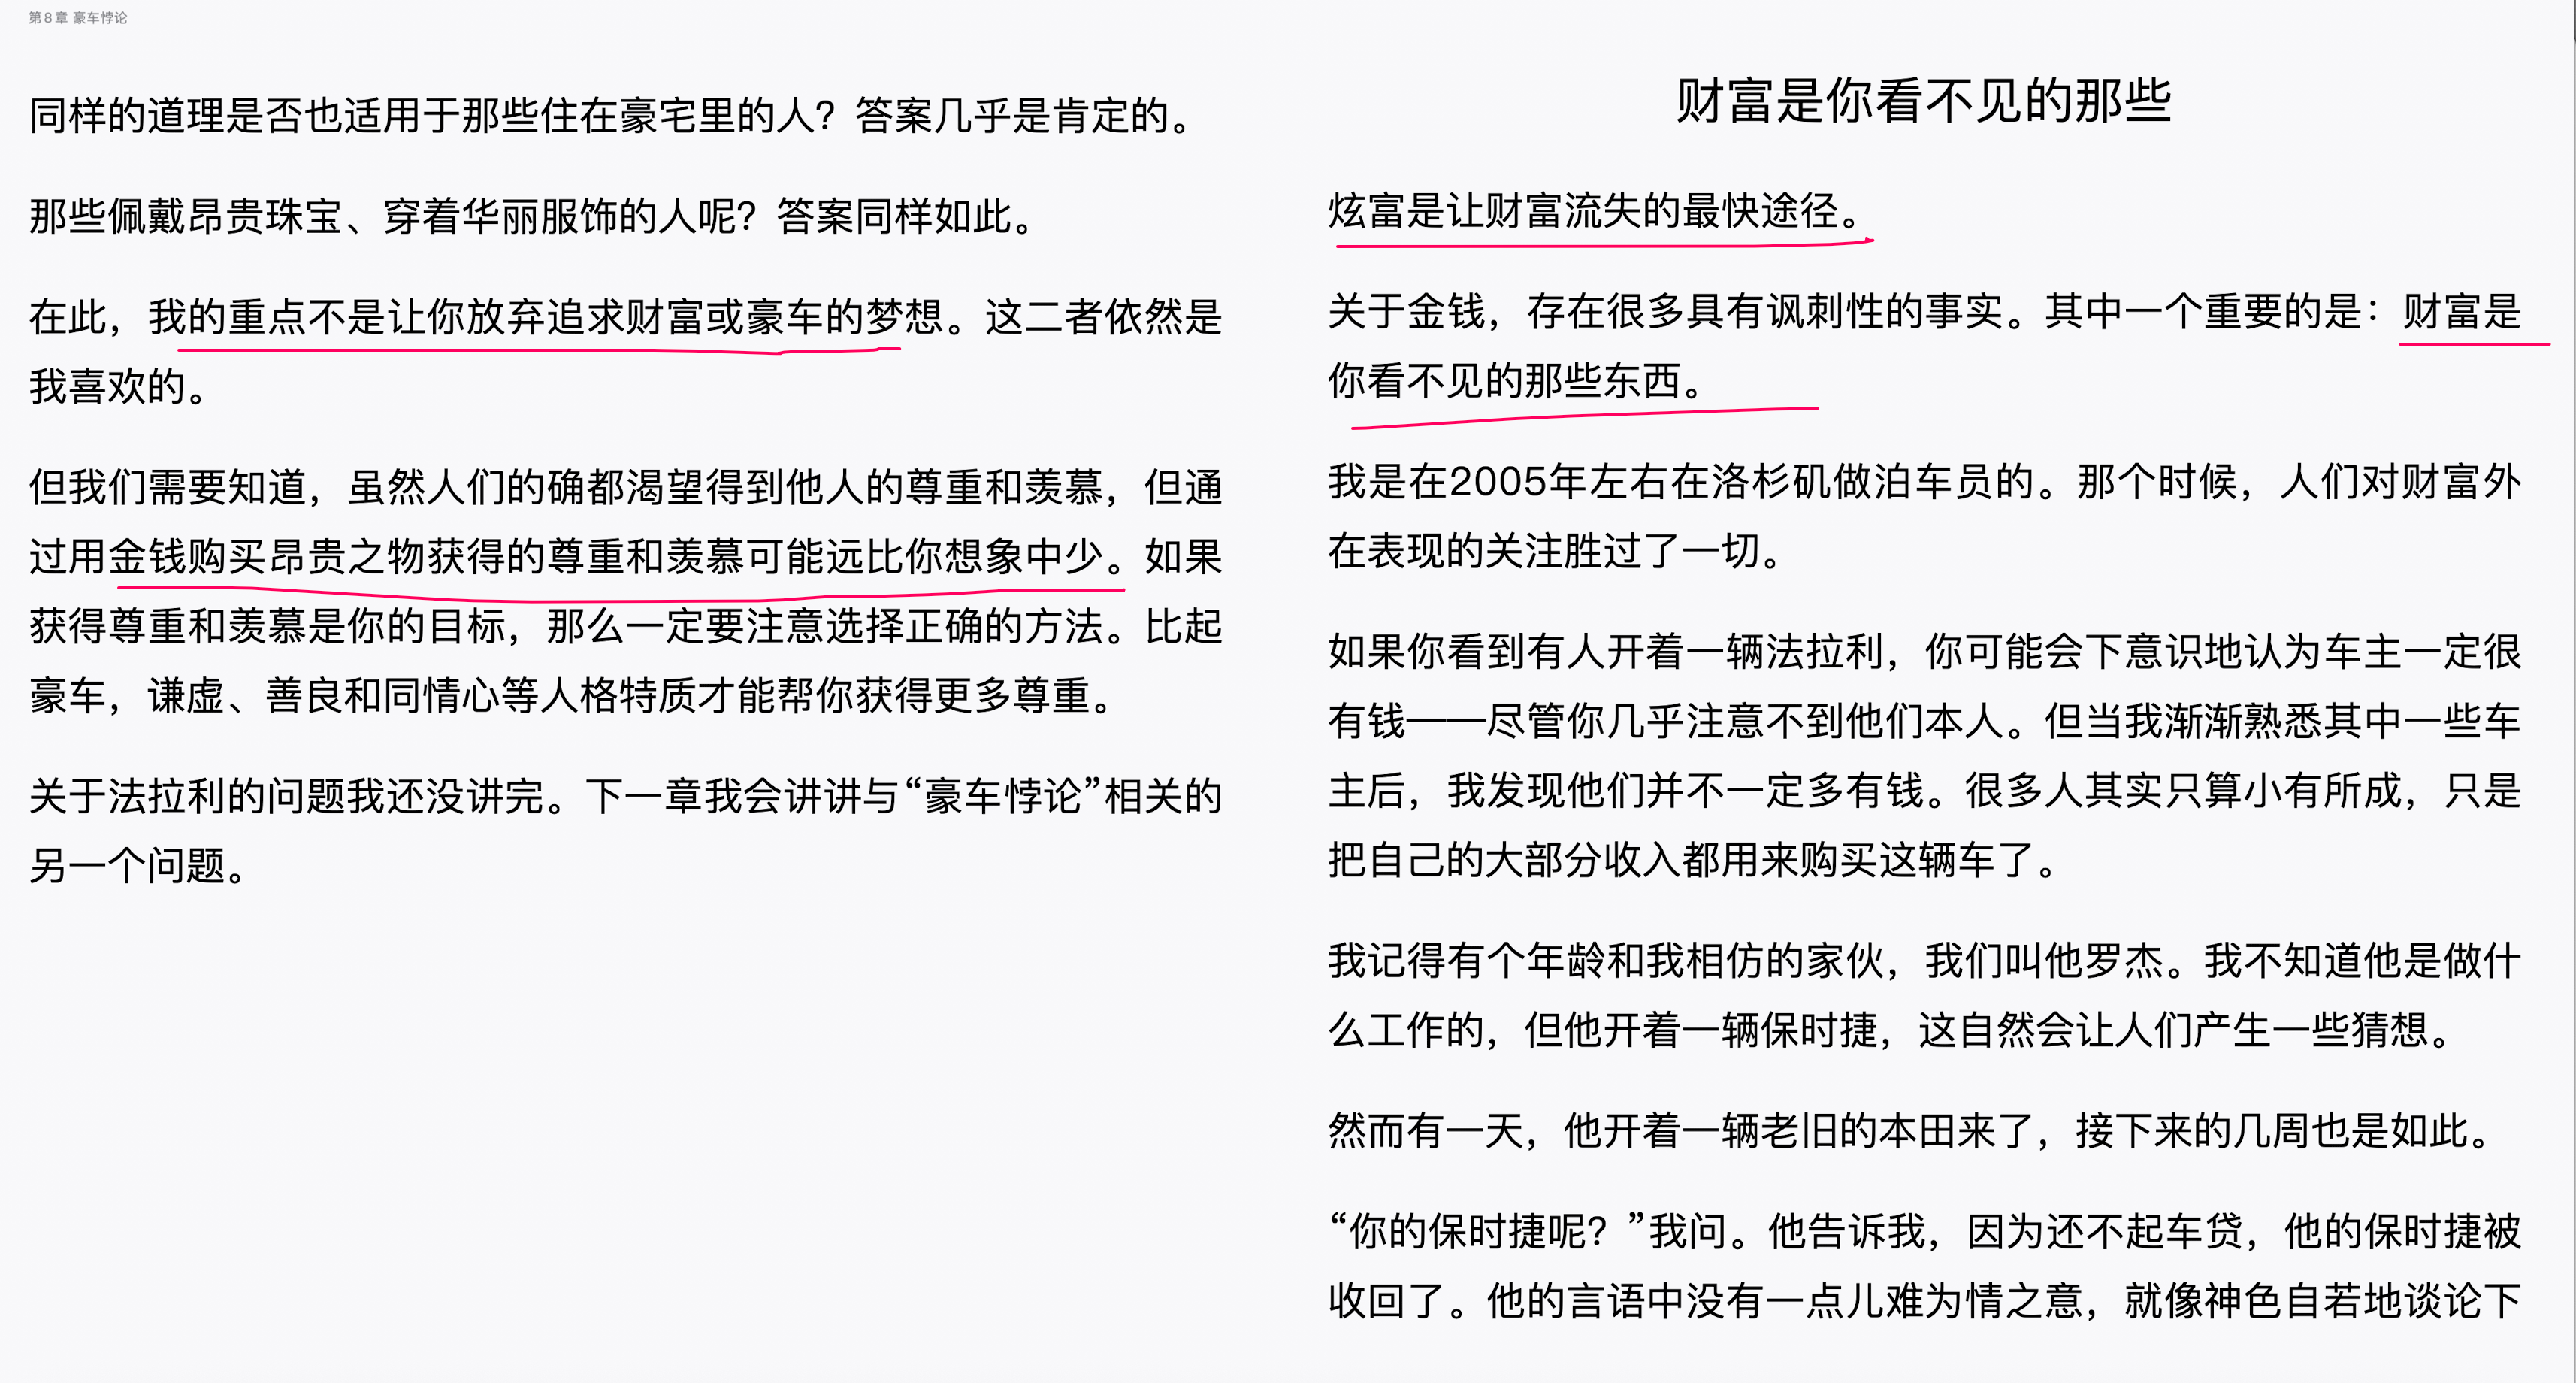 第8章 豪车悖论
同样的道理是否也适用于那些住在豪宅里的人？答案几乎是肯定的。
那些佩戴昂贵珠宝、穿着华丽服饰的人呢？答案同样如此。
在此，我的重点不是让你放弃追求财富或豪车的梦想。这二者依然是
我喜欢的。
但我们需要知道，虽然人们的确都渴望得到他人的尊重和羡慕，但通
过用金钱购买昂贵之物获得的尊重和羡慕可能远比你想象中少。如果
获得尊重和羡慕是你的目标，那么一定要注意选择正确的方法。比起
豪车，谦虚、善良和同情心等人格特质才能帮你获得更多尊重。
关于法拉利的问题我还没讲完。下一章我会讲讲与“豪车悖论”相关的
另一个问题。
财富是你看不见的那些
炫富是让财富流失的最快途径。
关于金钱，存在很多具有讽刺性的事实。其中一个重要的是：财富是
你看不见的那些东西。
我是在2005年左右在洛杉矶做泊车员的。那个时候，人们对财富外
在表现的关注胜过了一切。
如果你看到有人开着一辆法拉利，你可能会下意识地认为车主一定很
有钱——尽管你几乎注意不到他们本人。但当我渐渐熟悉其中一些车
主后，我发现他们并不一定多有钱。很多人其实只算小有所成，只是
把自己的大部分收入都用来购买这辆车了。
我记得有个年龄和我相仿的家伙，我们叫他罗杰。我不知道他是做什
么工作的，但他开着一辆保时捷，这自然会让人们产生一些猜想。
然而有一天，他开着一辆老旧的本田来了，接下来的几周也是如此。
“你的保时捷呢？”我问。他告诉我，因为还不起车贷，他的保时捷被
收回了。他的言语中没有一点儿难为情之意，就像神色自若地谈论下